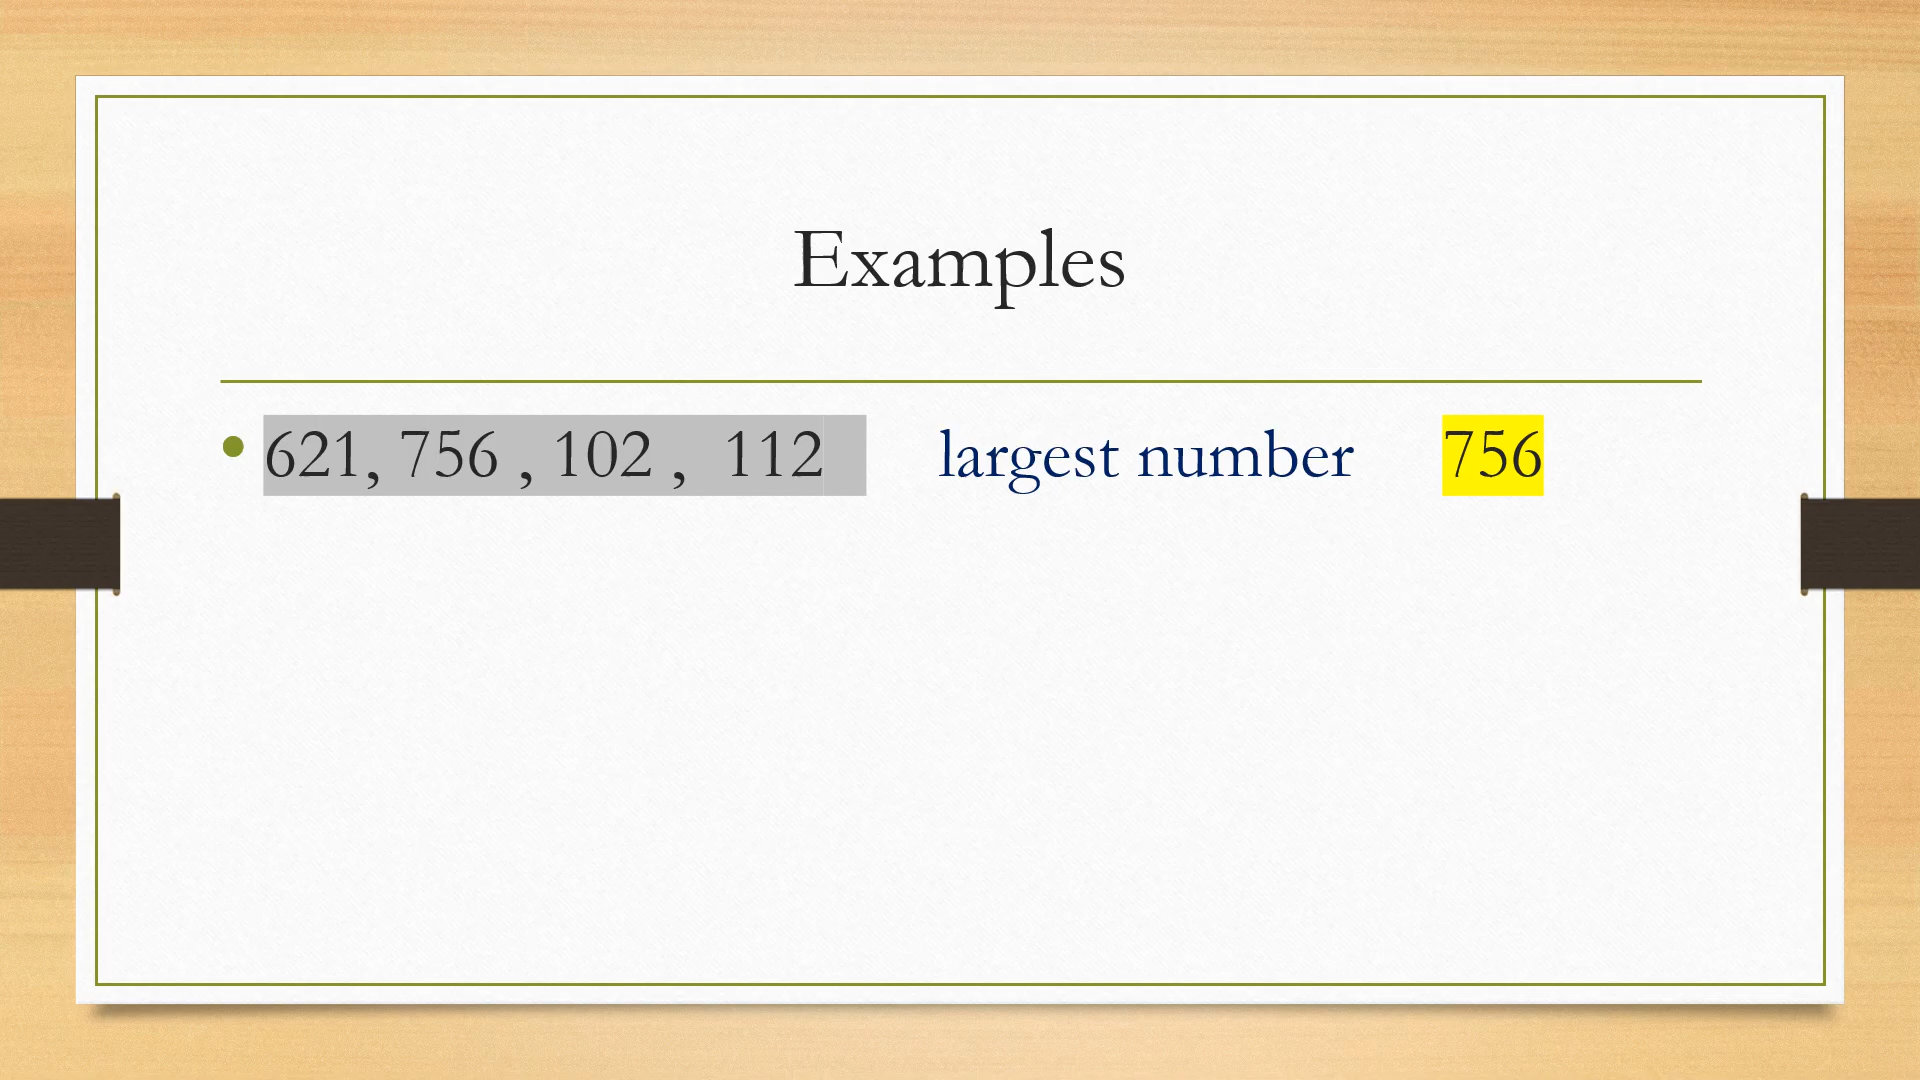 Examples
• 621, 756 , 102 ,  112 largest number 756